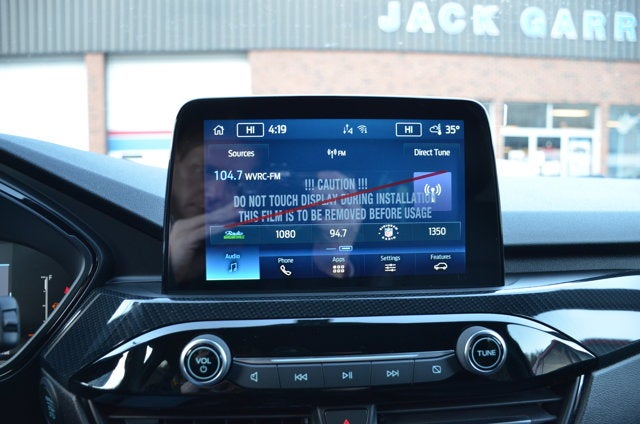 JACK GARR
HI 4:19 HI 35°
Sources FM Direct Tune
104.7 WVRC-FM
!!! CAUTION !!!
DO NOT TOUCH DISPLAY DURING INSTALLATIO
THIS FILM IS TO BE REMOVED BEFORE USAGE
Radio 1080 94.7 1350
Audio Phone Apps Settings Features
F
VOL TUNE